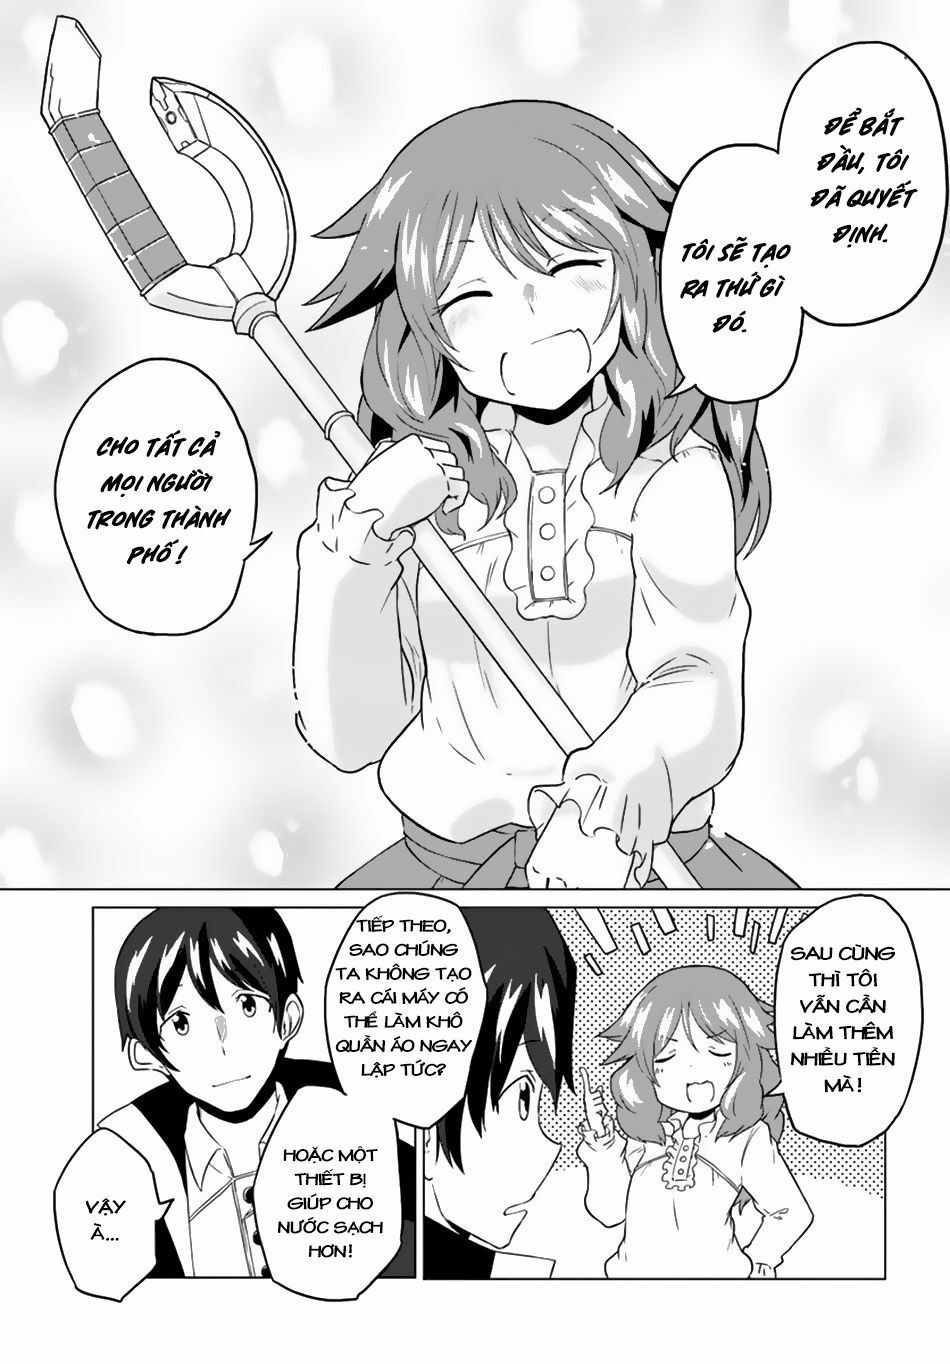 ĐỂ BẮT
ĐẦU, TÔI
ĐÃ QUYẾT
ĐỊNH.
TÔI SẼ TẠO
RA THỨ GÌ
ĐÓ.
CHO TẤT CẢ
MỌI NGƯỜI
TRONG THÀNH
PHỐ!
SAU CÙNG
THÌ TÔI
VẪN CẦN
LÀM THÊM
NHIỀU TIỀN
MÀ!
TIẾP THEO,
SAO CHÚNG
TA KHÔNG TẠO
RA CÁI MÁY CÓ
THỂ LÀM KHÔ
QUẦN ÁO NGAY
LẬP TỨC?
HOẶC MỘT
THIẾT BỊ
GIÚP CHO
NƯỚC SẠCH
HƠN!
VẬY
À...